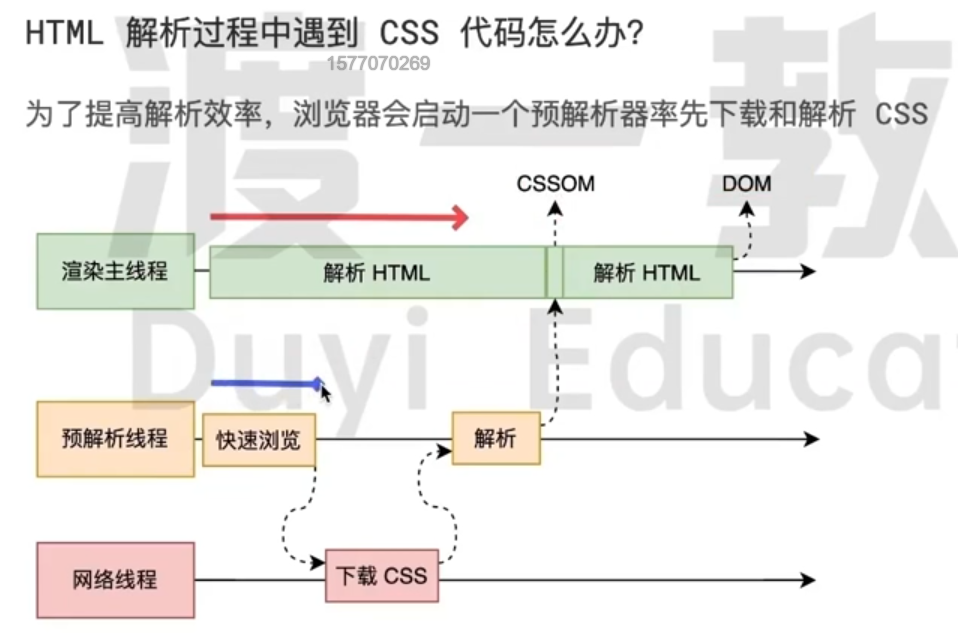 HTML 解析过程中遇到 CSS 代码怎么办?
1577070269
为了提高解析效率，浏览器会启动一个预解析器率先下载和解析 CSS
渡一教
CSSOM
DOM
渲染主线程
解析 HTML
解析 HTML
Duyi Educa
预解析线程
快速浏览
解析
网络线程
下载 CSS